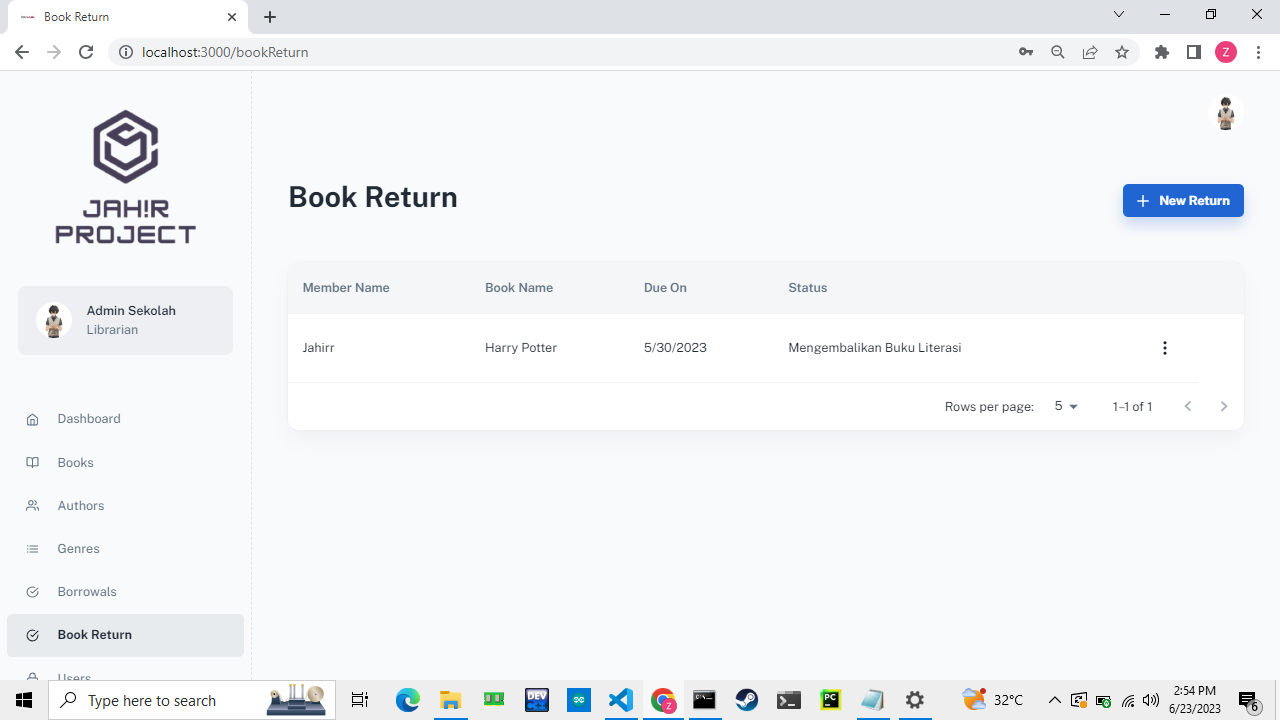 Book Return
localhost:3000/bookReturn
Z
JAH!R
PROJECT
Admin Sekolah
Librarian
Dashboard
Books
Authors
Genres
Borrowals
Book Return
Users
Book Return
New Return
Member Name Book Name Due On Status
Jahirr Harry Potter 5/30/2023 Mengembalikan Buku Literasi
Rows per page: 5 1–1 of 1
Type here to search
DEV
Z
PC
32°C
2:54 PM
6/23/2023
6